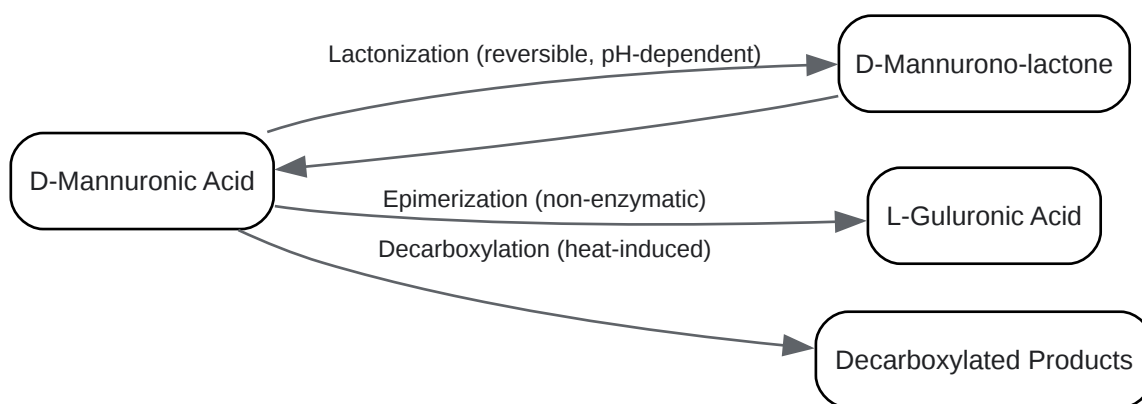 Lactonization (reversible, pH-dependent)
D-Mannurono-lactone
D-Mannuronic Acid
Epimerization (non-enzymatic)
L-Guluronic Acid
Decarboxylation (heat-induced)
Decarboxylated Products